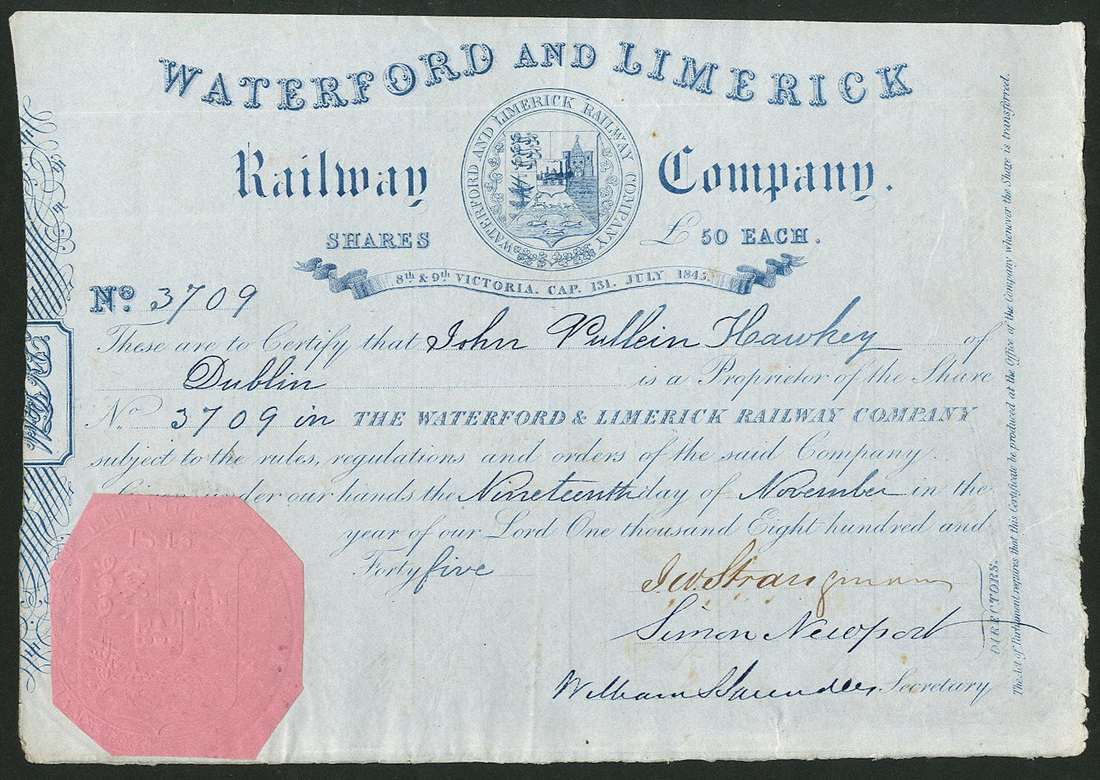 WATERFORD AND LIMERICK
Railway Company.
WATERFORD AND LIMERICK RAILWAY COMPANY
SHARES £50 EACH.
8th & 9th VICTORIA. CAP. 131. JULY 1845.
No. 3709
These are to Certify that John Pullein Hawkey of
Dublin is a Proprietor of the Share
No. 3709 in THE WATERFORD & LIMERICK RAILWAY COMPANY
subject to the rules, regulations and orders of the said Company.
under our hands the Nineteenth day of November in the
year of our Lord One thousand Eight hundred and
Forty five
J. W. Strangman
Simon Newport
DIRECTORS.
William S Saunders Secretary
The Act of Parliament requires that this Certificate be produced at the Office of the Company whenever the Share is transferred.
1845